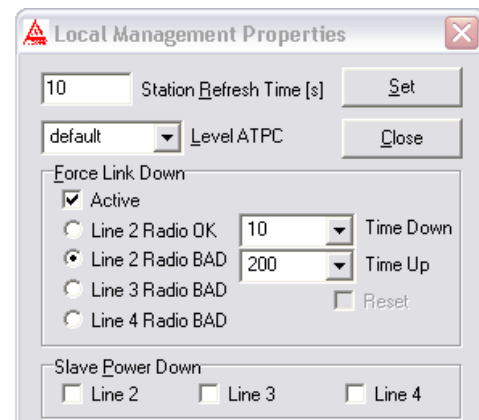 Local Management Properties
10 Station Refresh Time [s] Set
default Level ATPC Close
Force Link Down
Active
Line 2 Radio OK 10 Time Down
Line 2 Radio BAD 200 Time Up
Line 3 Radio BAD Reset
Line 4 Radio BAD
Slave Power Down
Line 2 Line 3 Line 4